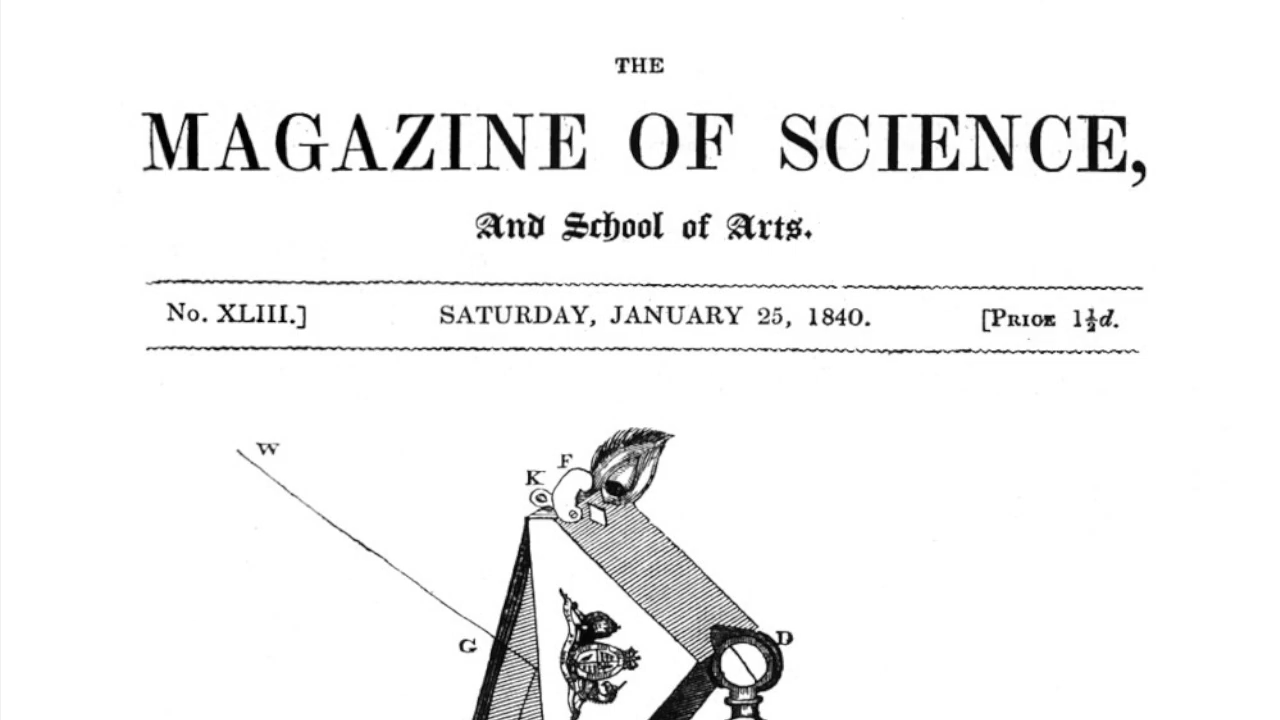 THE
MAGAZINE OF SCIENCE,
And School of Arts.
No. XLIII.] SATURDAY, JANUARY 25, 1840. [PRICE 1½d.
W
F
K
G
D